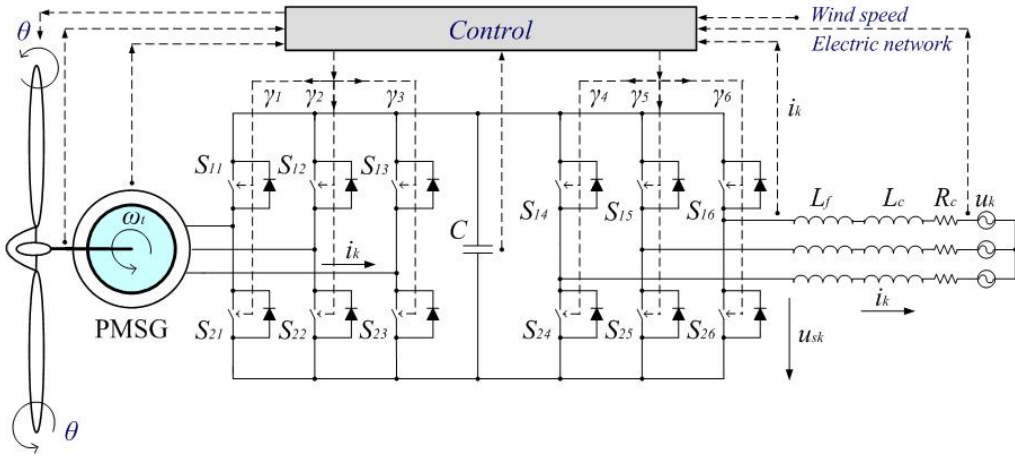 θ
Control
Wind speed
Electric network
γ1 γ2 γ3 γ4 γ5 γ6
ik
S11 S12 S13 S14 S15 S16
Lf Lc Rc uk
ωt
C
ik
ik
PMSG
S21 S22 S23 S24 S25 S26
usk
θ